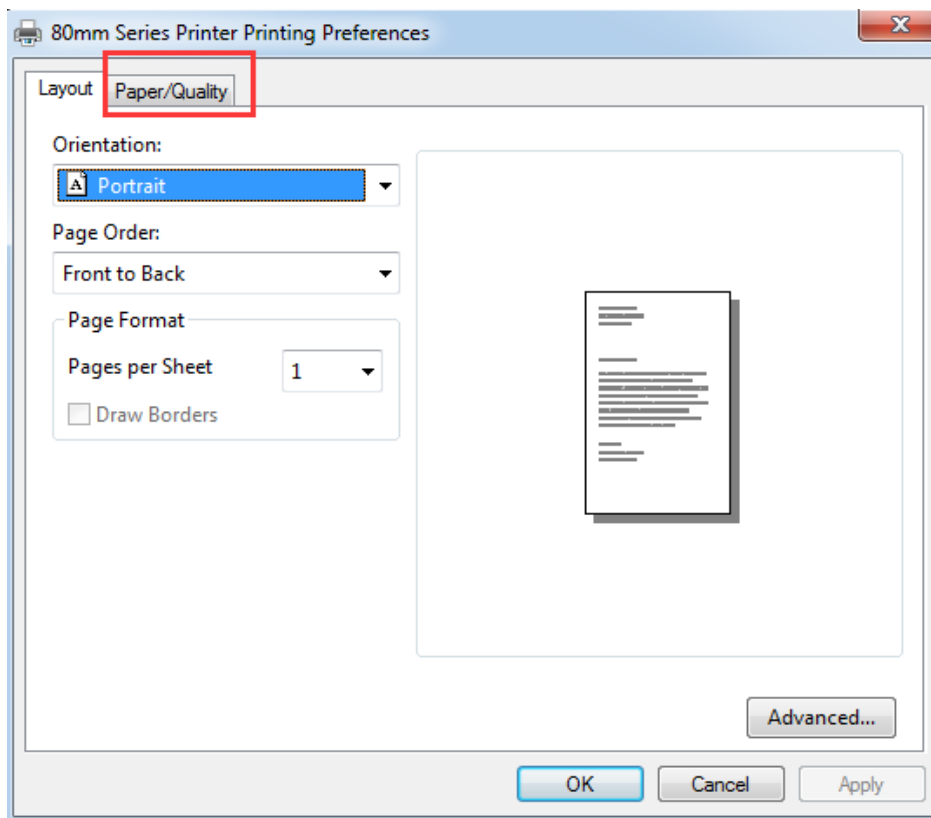 80mm Series Printer Printing Preferences
Layout
Paper/Quality
Orientation:
A Portrait
Page Order:
Front to Back
Page Format
Pages per Sheet 1
Draw Borders
Advanced...
OK
Cancel
Apply